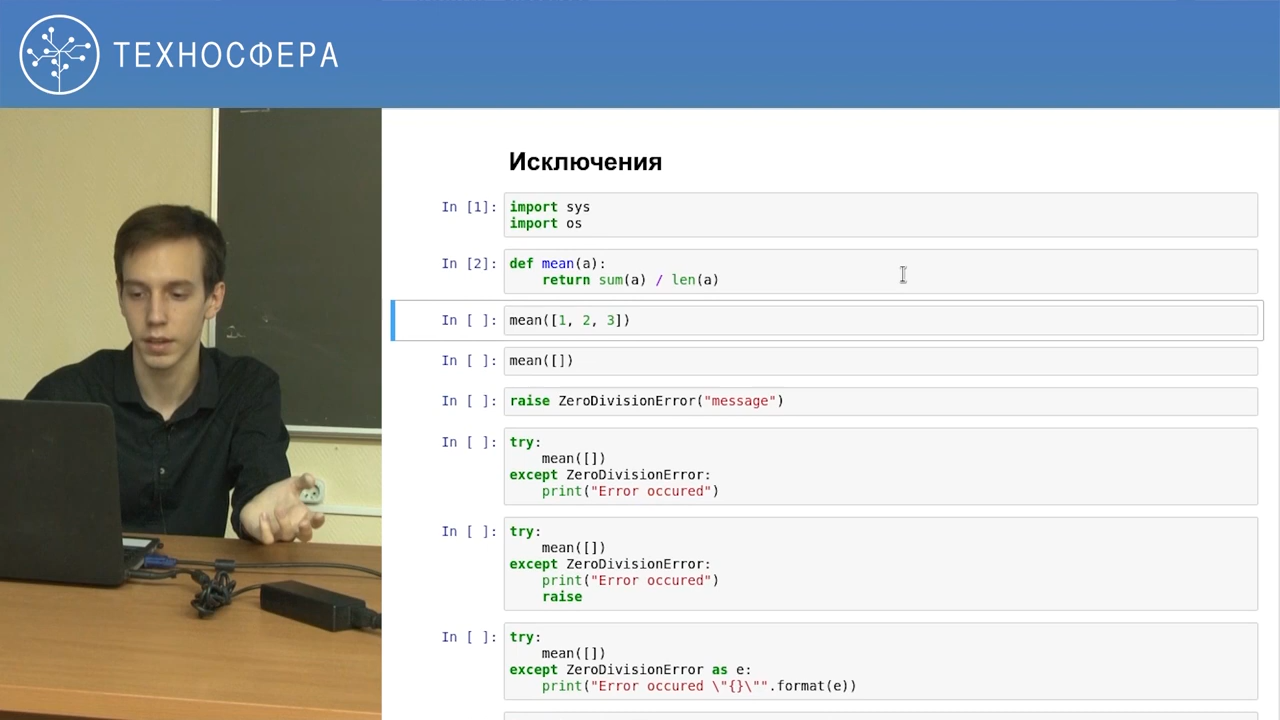 ТЕХНОСФЕРА
Исключения
In [1]:
import sys
import os
In [2]:
def mean(a):
    return sum(a) / len(a)
In [ ]:
mean([1, 2, 3])
In [ ]:
mean([])
In [ ]:
raise ZeroDivisionError("message")
In [ ]:
try:
    mean([])
except ZeroDivisionError:
    print("Error occured")
In [ ]:
try:
    mean([])
except ZeroDivisionError:
    print("Error occured")
    raise
In [ ]:
try:
    mean([])
except ZeroDivisionError as e:
    print("Error occured \"{}\"".format(e))